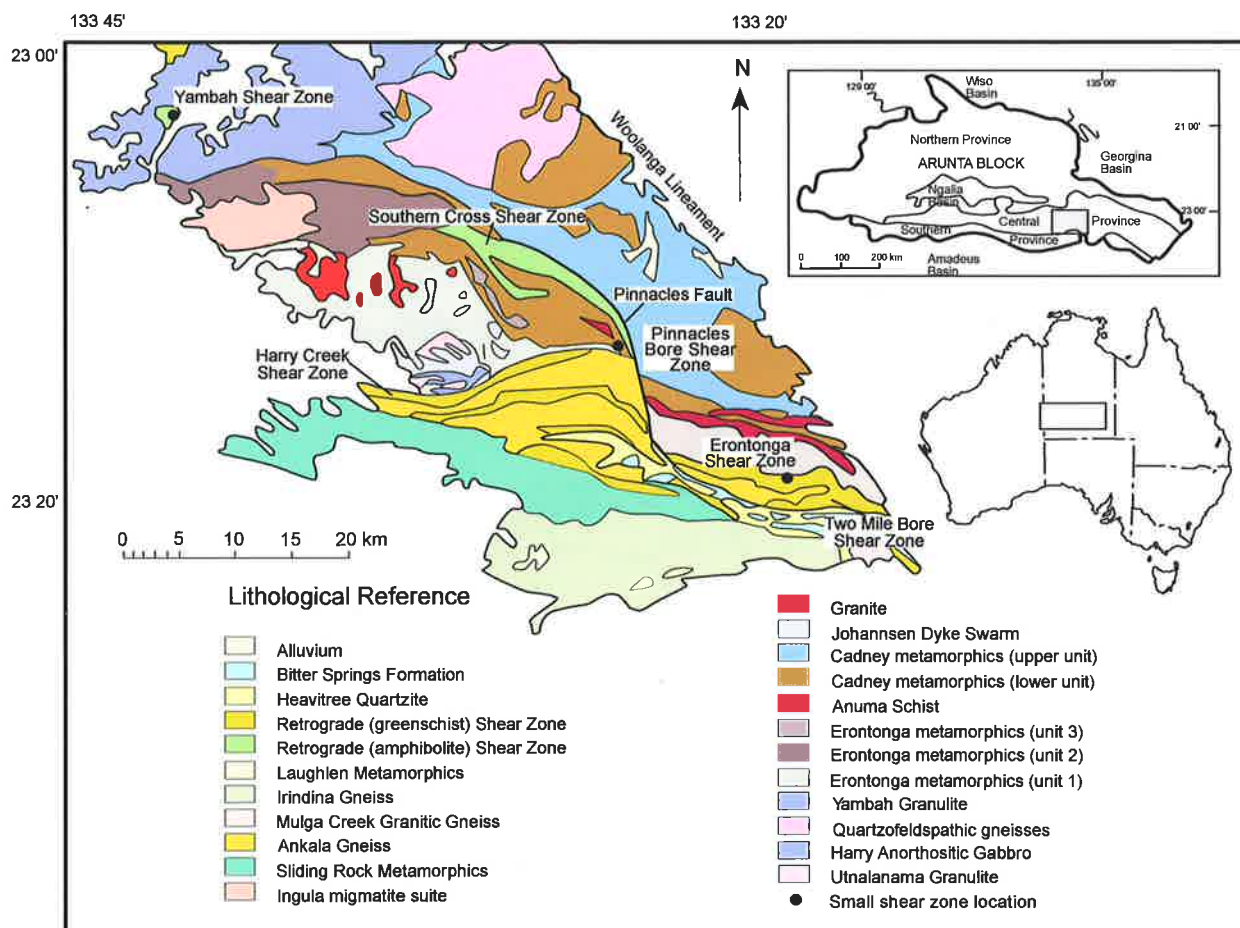 133 45'
133 20'
23 00'
23 20'
Yambah Shear Zone
Southern Cross Shear Zone
Woolanga Lineament
N
Pinnacles Fault
Pinnacles
Bore Shear
Zone
Harry Creek
Shear Zone
Erontonga
Shear Zone
Two Mile Bore
Shear Zone
0 5 10 15 20 km
129 00'
135 00'
21 00'
23 00'
Wiso
Basin
Northern Province
ARUNTA BLOCK
Georgina
Basin
Ngalia
Basin
Central
Province
Southern
Province
Amadeus
Basin
0 100 200 km
Lithological Reference
Alluvium
Bitter Springs Formation
Heavitree Quartzite
Retrograde (greenschist) Shear Zone
Retrograde (amphibolite) Shear Zone
Laughlen Metamorphics
Irindina Gneiss
Mulga Creek Granitic Gneiss
Ankala Gneiss
Sliding Rock Metamorphics
Ingula migmatite suite
Granite
Johannsen Dyke Swarm
Cadney metamorphics (upper unit)
Cadney metamorphics (lower unit)
Anuma Schist
Erontonga metamorphics (unit 3)
Erontonga metamorphics (unit 2)
Erontonga metamorphics (unit 1)
Yambah Granulite
Quartzofeldspathic gneisses
Harry Anorthositic Gabbro
Utnalanama Granulite
Small shear zone location